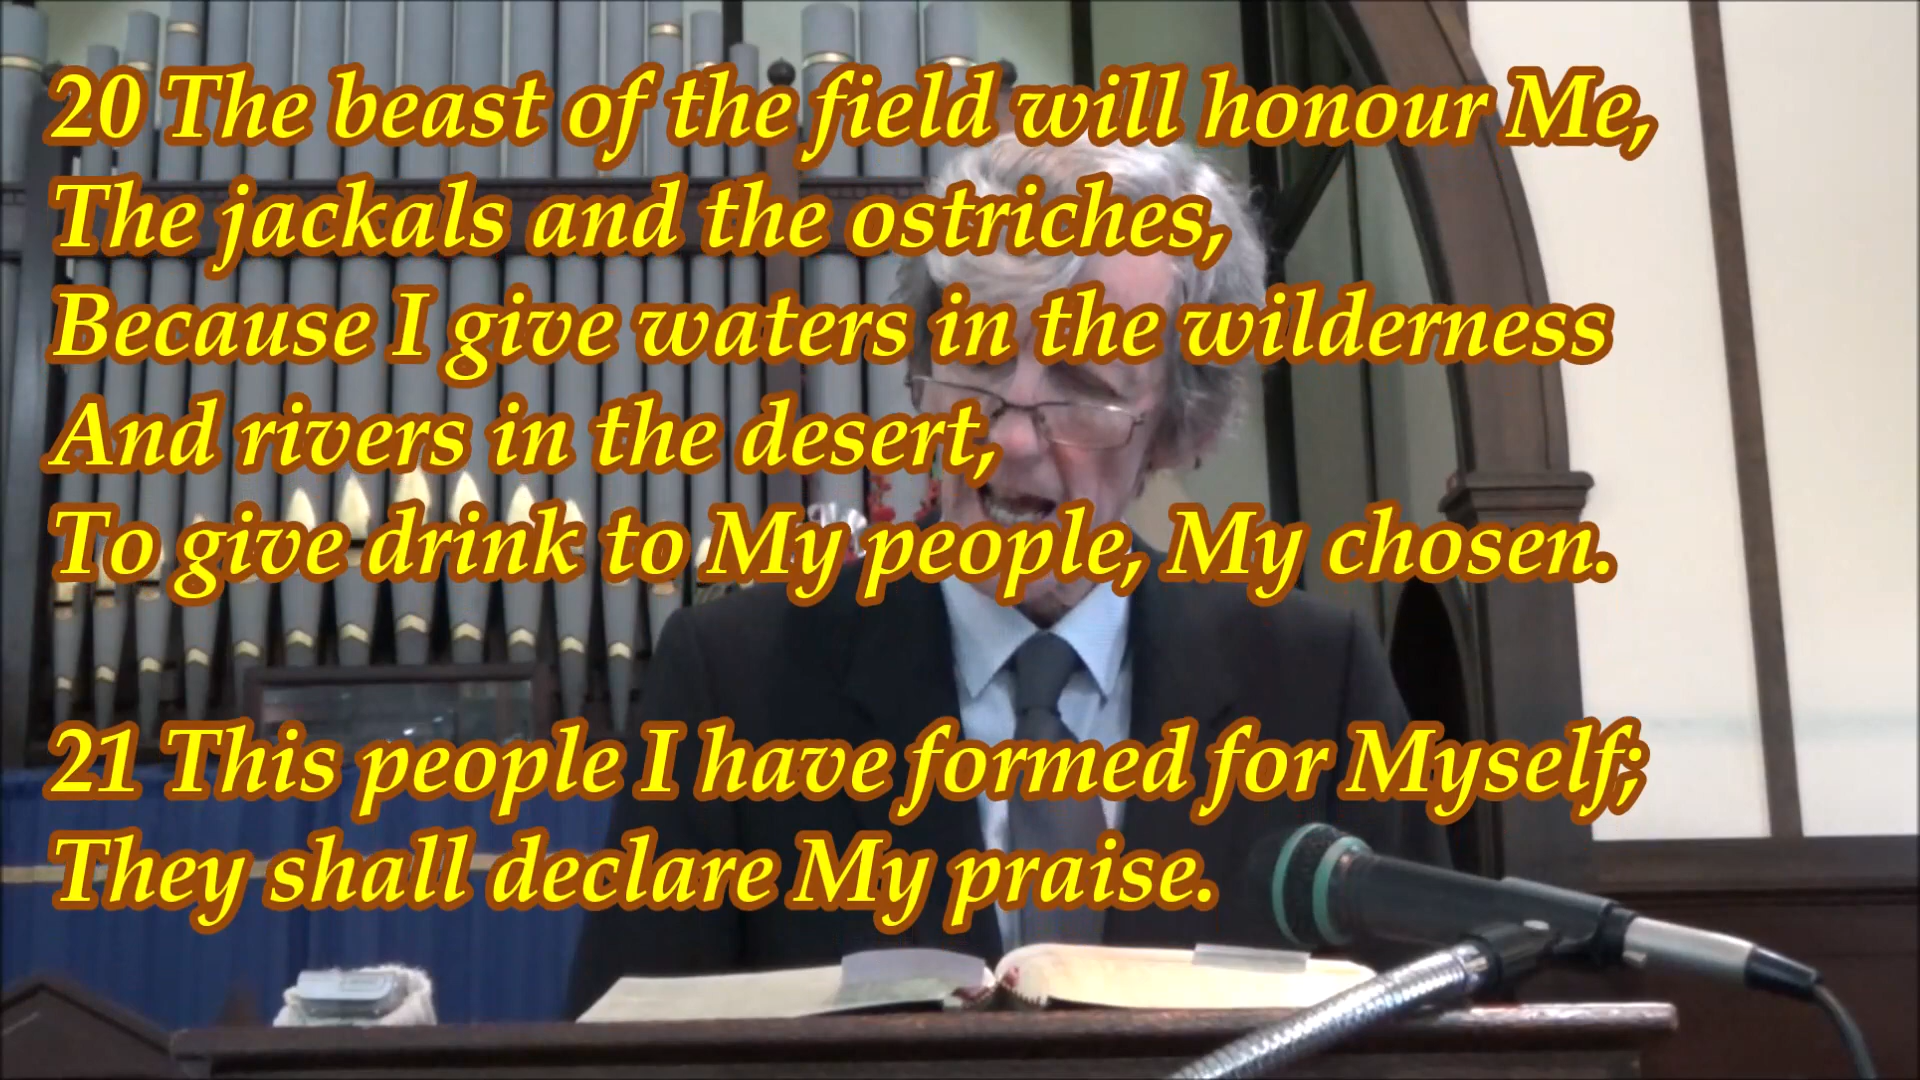 20 The beast of the field will honour Me,
The jackals and the ostriches,
Because I give waters in the wilderness
And rivers in the desert,
To give drink to My people, My chosen.
21 This people I have formed for Myself;
They shall declare My praise.